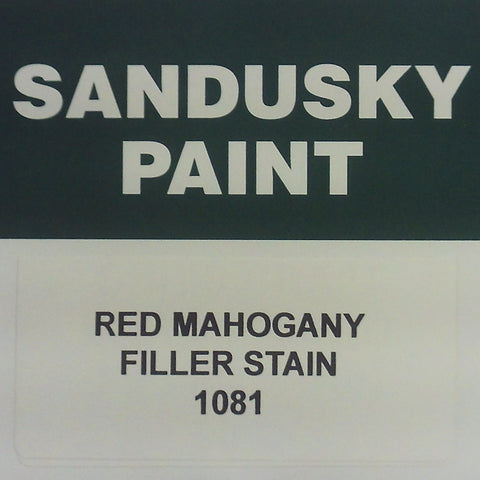 SANDUSKY
PAINT
RED MAHOGANY
FILLER STAIN
1081